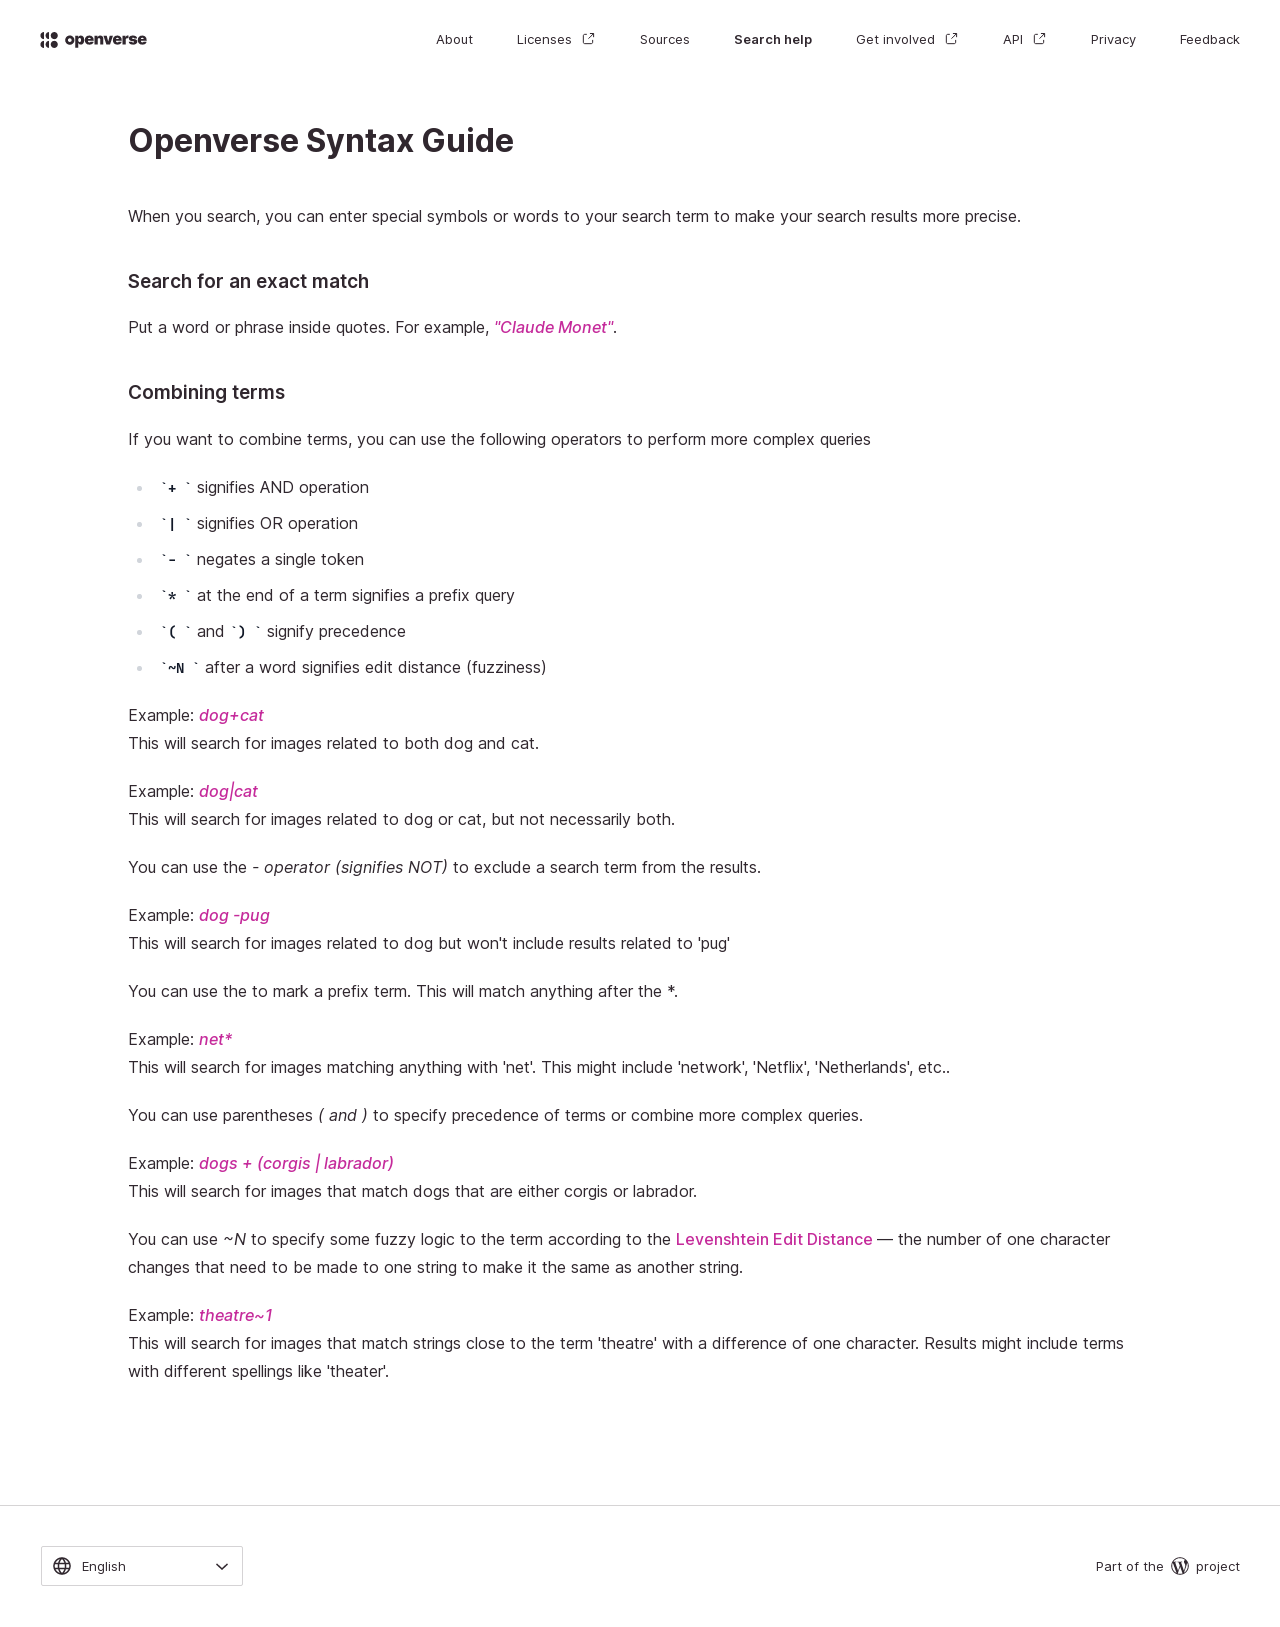 openverse
About Licenses Sources Search help Get involved API Privacy Feedback
Openverse Syntax Guide
When you search, you can enter special symbols or words to your search term to make your search results more precise.
Search for an exact match
Put a word or phrase inside quotes. For example, "Claude Monet".
Combining terms
If you want to combine terms, you can use the following operators to perform more complex queries
`+ ` signifies AND operation
`| ` signifies OR operation
`- ` negates a single token
`* ` at the end of a term signifies a prefix query
`( ` and `) ` signify precedence
`~N ` after a word signifies edit distance (fuzziness)
Example: dog+cat
This will search for images related to both dog and cat.
Example: dog|cat
This will search for images related to dog or cat, but not necessarily both.
You can use the - operator (signifies NOT) to exclude a search term from the results.
Example: dog -pug
This will search for images related to dog but won't include results related to 'pug'
You can use the to mark a prefix term. This will match anything after the *.
Example: net*
This will search for images matching anything with 'net'. This might include 'network', 'Netflix', 'Netherlands', etc..
You can use parentheses ( and ) to specify precedence of terms or combine more complex queries.
Example: dogs + (corgis | labrador)
This will search for images that match dogs that are either corgis or labrador.
You can use ~N to specify some fuzzy logic to the term according to the Levenshtein Edit Distance — the number of one character
changes that need to be made to one string to make it the same as another string.
Example: theatre~1
This will search for images that match strings close to the term 'theatre' with a difference of one character. Results might include terms
with different spellings like 'theater'.
English
Part of the project